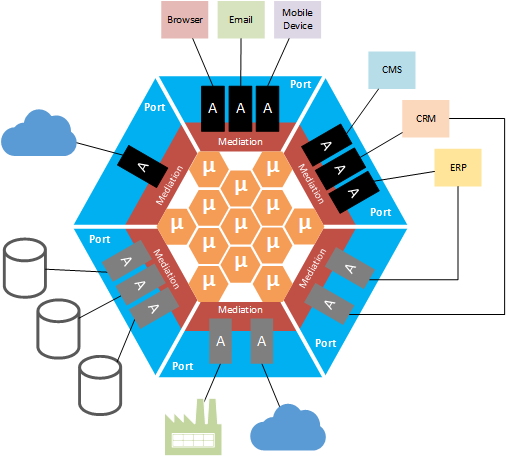 Browser
Email
Mobile
Device
CMS
CRM
ERP
Port
A
A
A
Mediation
Port
A
Mediation
Port
A
A
A
Mediation
μ
μ
μ
μ
μ
μ
μ
μ
μ
μ
μ
μ
μ
Port
A
A
A
Mediation
Port
A
A
Mediation
Mediation
A
A
Port